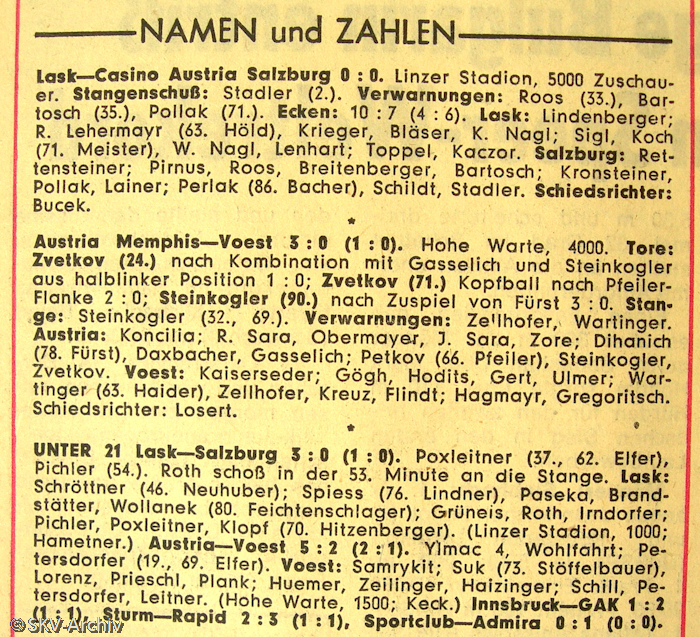 NAMEN und ZAHLEN
Lask—Casino Austria Salzburg 0 : 0. Linzer Stadion, 5000 Zuschau-
er. Stangenschuß: Stadler (2.). Verwarnungen: Roos (33.), Bar-
tosch (35.), Pollak (71.). Ecken: 10 : 7 (4 : 6). Lask: Lindenberger;
R. Lehermayr (63. Höld), Krieger, Bläser, K. Nagl; Sigl, Koch
(71. Meister), W. Nagl, Lenhart; Toppel, Kaczor. Salzburg: Ret-
tensteiner; Pirnus, Roos, Breitenberger, Bartosch; Kronsteiner,
Pollak, Lainer; Perlak (86. Bacher), Schildt, Stadler. Schiedsrichter:
Bucek.
*
Austria Memphis—Voest 3 : 0 (1 : 0). Hohe Warte, 4000. Tore:
Zvetkov (24.) nach Kombination mit Gasselich und Steinkogler
aus halblinker Position 1 : 0; Zvetkov (71.) Kopfball nach Pfeiler-
Flanke 2 : 0; Steinkogler (90.) nach Zuspiel von Fürst 3 : 0. Stan-
ge: Steinkogler (32., 69.). Verwarnungen: Zellhofer, Wartinger.
Austria: Koncilia; R. Sara, Obermayer, J. Sara, Zore; Dihanich
(78. Fürst), Daxbacher, Gasselich; Petkov (66. Pfeiler), Steinkogler,
Zvetkov. Voest: Kaiserseder; Gögh, Hodits, Gert, Ulmer; War-
tinger (63. Haider), Zellhofer, Kreuz, Flindt; Hagmayr, Gregoritsch.
Schiedsrichter: Losert.
*
UNTER 21 Lask—Salzburg 3 : 0 (1 : 0). Poxleitner (37., 62. Elfer),
Pichler (54.). Roth schoß in der 53. Minute an die Stange. Lask:
Schröttner (46. Neuhuber); Spiess (76. Lindner), Paseka, Brand-
stätter, Wollanek (80. Feichtenschlager); Grüneis, Roth, Irndorfer;
Pichler, Poxleitner, Klopf (70. Hitzenberger). (Linzer Stadion, 1000;
Hametner.) Austria—Voest 5 : 2 (2 : 1). Ylmac 4, Wohlfahrt; Pe-
tersdorfer (19., 69. Elfer). Voest: Samrykit; Suk (73. Stöffelbauer),
Lorenz, Prieschl, Plank; Huemer, Zeilinger, Haizinger; Schill, Pe-
tersdorfer, Leitner. (Hohe Warte, 1500; Keck.) Innsbruck—GAK 1 : 2
(1 : 1), Sturm—Rapid 2 : 3 (1 : 1), Sportclub—Admira 0 : 1 (0 : 0).
© SKV-Archiv